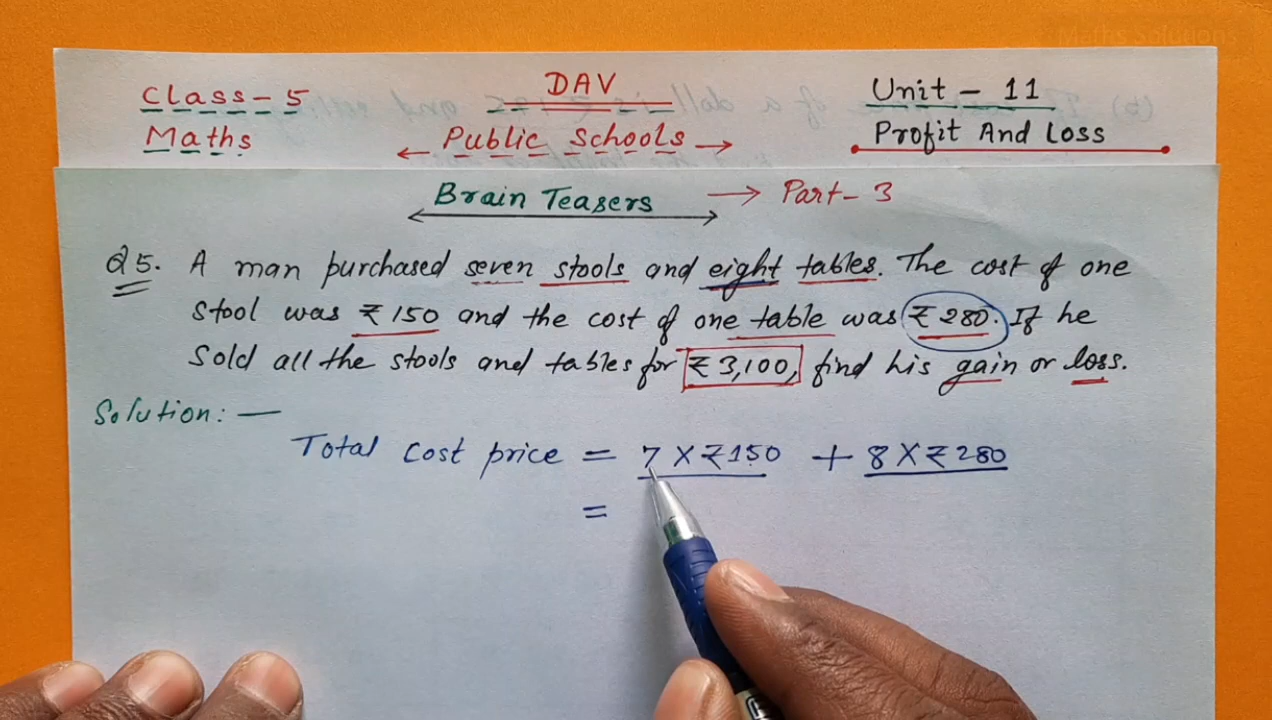 Maths Solutions
Class-5
DAV
Unit - 11
Maths
Public Schools
Profit And Loss
Brain Teasers → Part-3
Q5. A man purchased seven stools and eight tables. The cost of one
Stool was ₹150 and the cost of one table was ₹280. If he
Sold all the stools and tables for ₹3,100, find his gain or loss.
Solution:—
Total cost price = 7 X ₹150 + 8 X ₹280
=